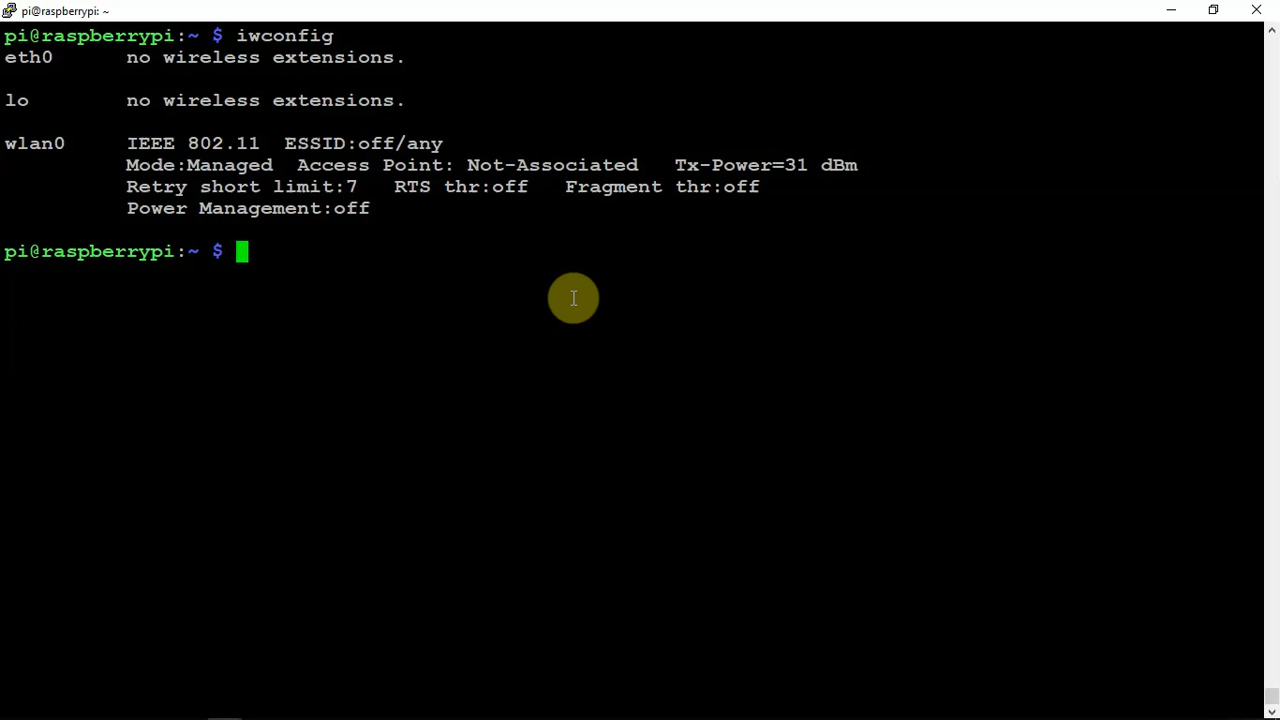 pi@raspberrypi: ~
pi@raspberrypi:~ $ iwconfig
eth0      no wireless extensions.
lo        no wireless extensions.
wlan0     IEEE 802.11  ESSID:off/any
Mode:Managed  Access Point: Not-Associated   Tx-Power=31 dBm
Retry short limit:7   RTS thr:off   Fragment thr:off
Power Management:off
pi@raspberrypi:~ $